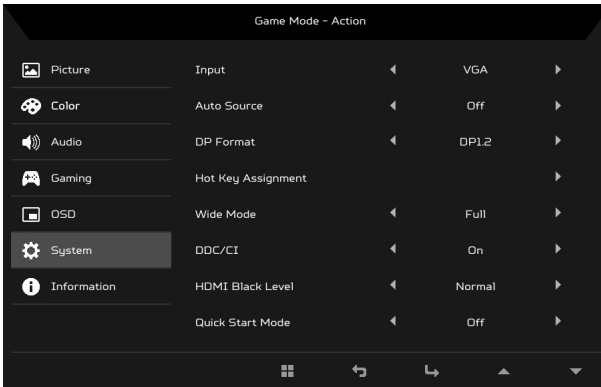 Game Mode - Action
Picture
Input VGA
Color
Auto Source Off
Audio
DP Format DP1.2
Gaming
Hot Key Assignment
OSD
Wide Mode Full
System
DDC/CI On
Information
HDMI Black Level Normal
Quick Start Mode Off